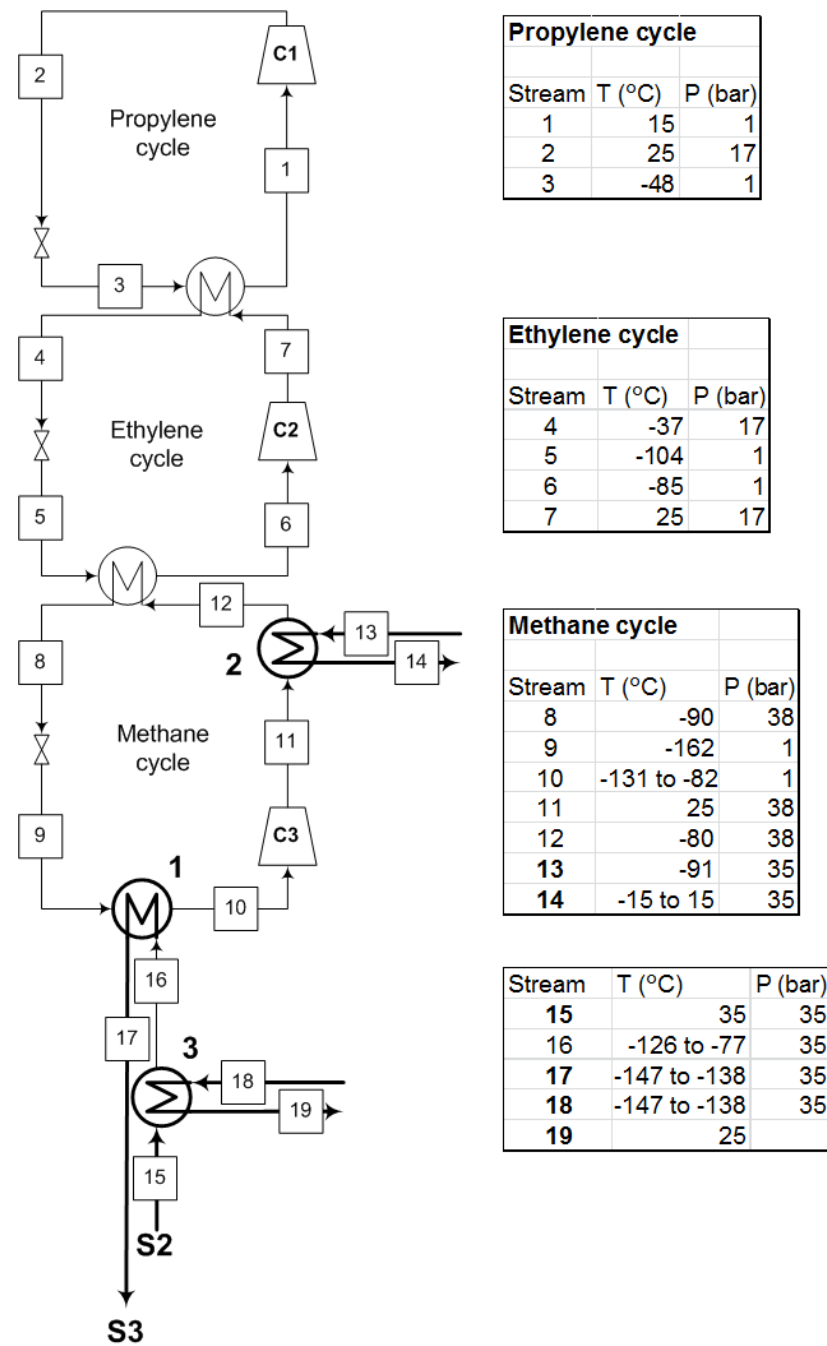 C1
2
Propylene
cycle
1
3
4
7
Ethylene
cycle
C2
5
6
12
13
2
14
8
Methane
cycle
11
9
C3
1
10
16
17
3
18
19
15
S2
S3
Propylene cycle
Stream T (°C) P (bar)
1 15 1
2 25 17
3 -48 1
Ethylene cycle
Stream T (°C) P (bar)
4 -37 17
5 -104 1
6 -85 1
7 25 17
Methane cycle
Stream T (°C) P (bar)
8 -90 38
9 -162 1
10 -131 to -82 1
11 25 38
12 -80 38
13 -91 35
14 -15 to 15 35
Stream T (°C) P (bar)
15 35 35
16 -126 to -77 35
17 -147 to -138 35
18 -147 to -138 35
19 25